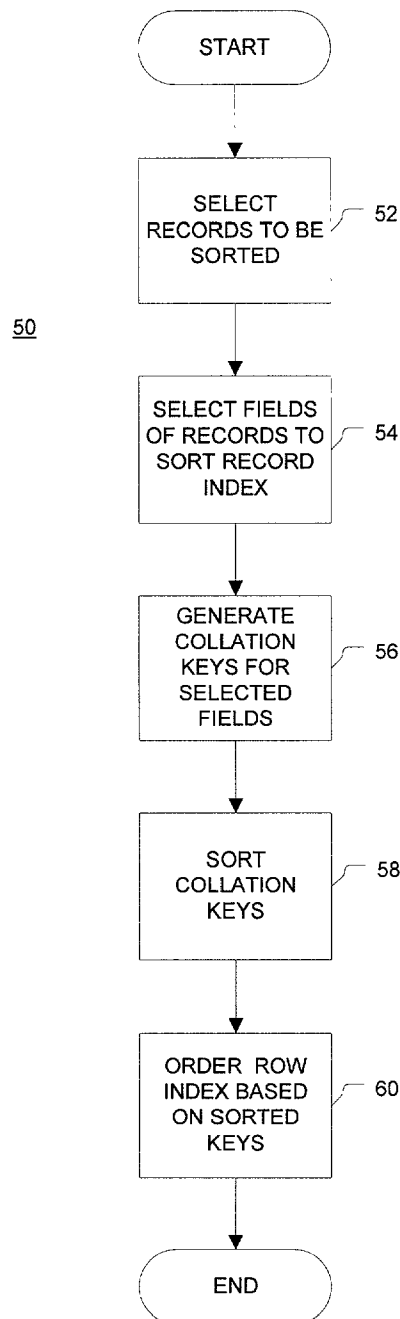 START
SELECT
RECORDS TO BE
SORTED
52
50
SELECT FIELDS
OF RECORDS TO
SORT RECORD
INDEX
54
GENERATE
COLLATION
KEYS FOR
SELECTED
FIELDS
56
SORT
COLLATION
KEYS
58
ORDER ROW
INDEX BASED
ON SORTED
KEYS
60
END